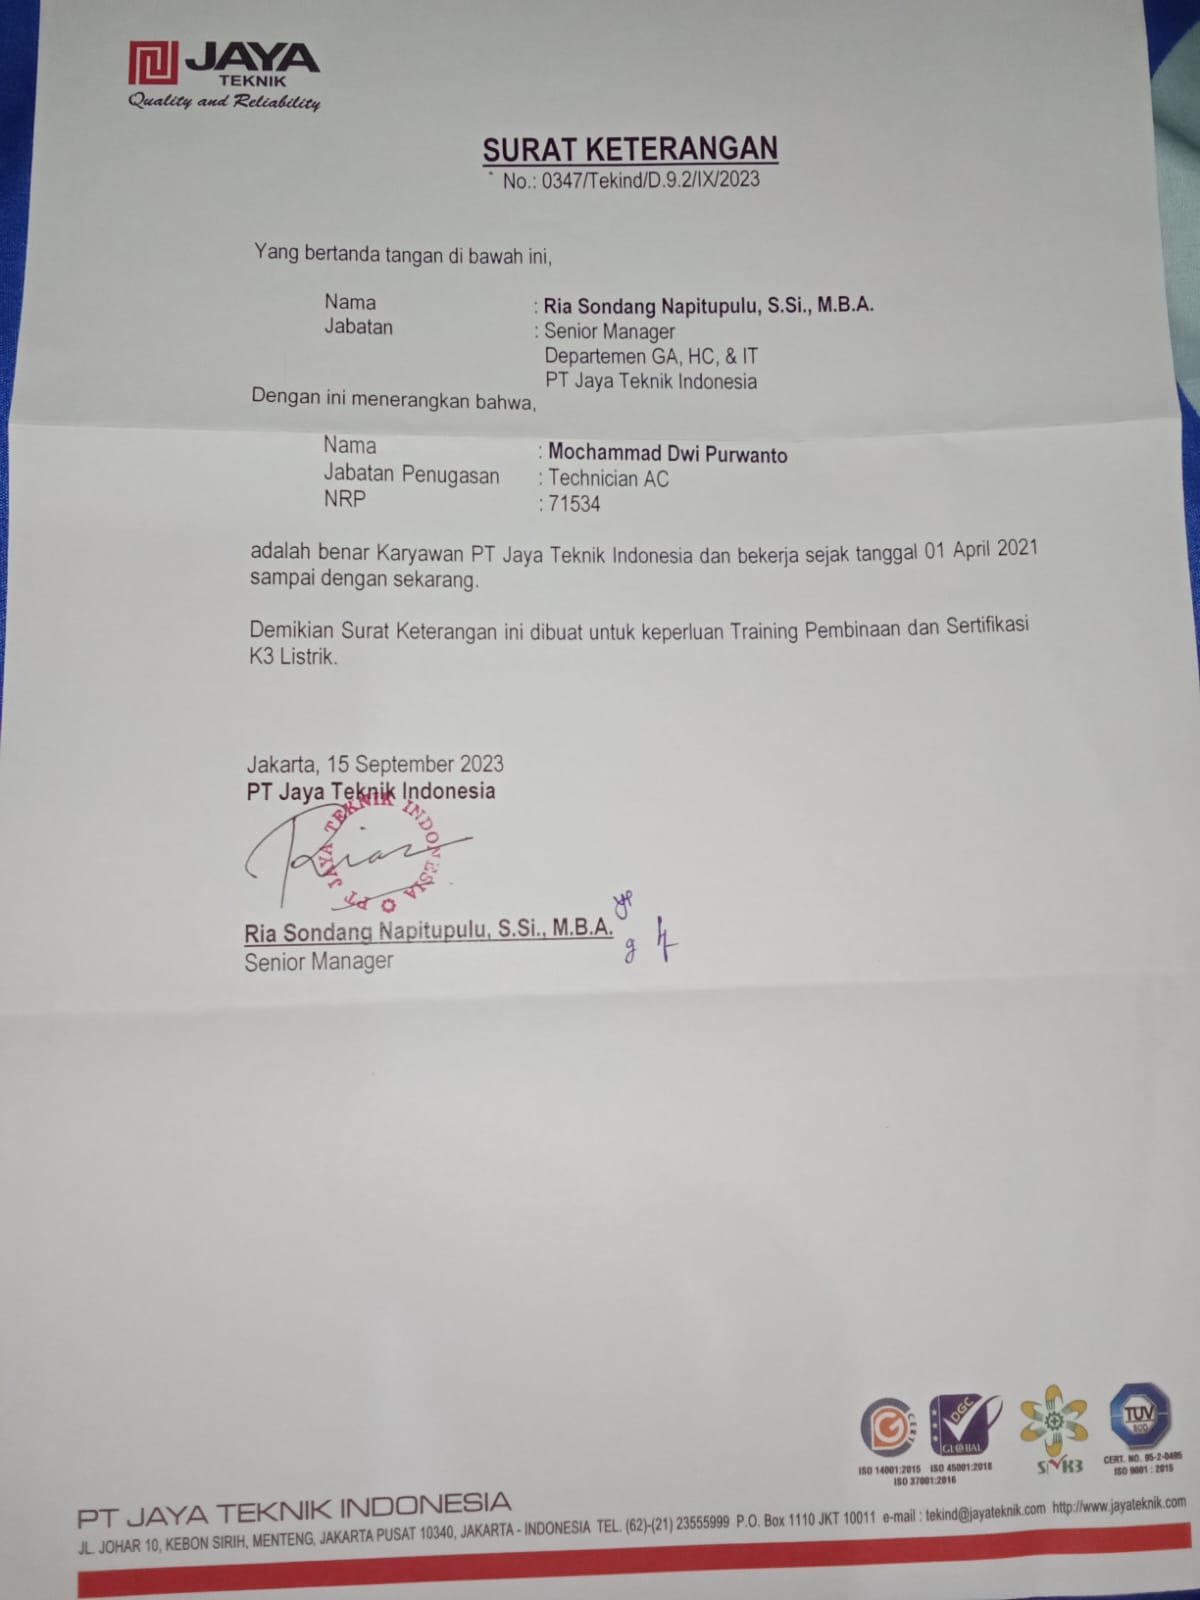 JAYA
TEKNIK
Quality and Reliability
SURAT KETERANGAN
No.: 0347/Tekind/D.9.2/IX/2023
Yang bertanda tangan di bawah ini,
Nama : Ria Sondang Napitupulu, S.Si., M.B.A.
Jabatan : Senior Manager
Departemen GA, HC, & IT
PT Jaya Teknik Indonesia
Dengan ini menerangkan bahwa,
Nama : Mochammad Dwi Purwanto
Jabatan Penugasan : Technician AC
NRP : 71534
adalah benar Karyawan PT Jaya Teknik Indonesia dan bekerja sejak tanggal 01 April 2021
sampai dengan sekarang.
Demikian Surat Keterangan ini dibuat untuk keperluan Training Pembinaan dan Sertifikasi
K3 Listrik.
Jakarta, 15 September 2023
PT Jaya Teknik Indonesia
PT JAYA TEKNIK INDONESIA
Ria Sondang Napitupulu, S.Si., M.B.A.
Senior Manager
CERT
ISO 14001:2015
DGC
GLOBAL
ISO 45001:2018
ISO 37001:2016
SMK3
TUV
CERT. NO. 95-2-0495
ISO 9001 : 2015
PT JAYA TEKNIK INDONESIA
JL. JOHAR 10, KEBON SIRIH, MENTENG, JAKARTA PUSAT 10340, JAKARTA - INDONESIA TEL. (62)-(21) 23555999 P.O. Box 1110 JKT 10011 e-mail : tekind@jayateknik.com http://www.jayateknik.com